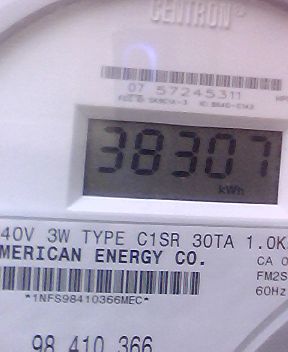 CENTRON®
07 57245311
38307
kWh
40V 3W TYPE C1SR 30TA 1.0K
MERICAN ENERGY CO.
CA 0
FM2S
60Hz
*1NFS98410366MEC*
98 410 366